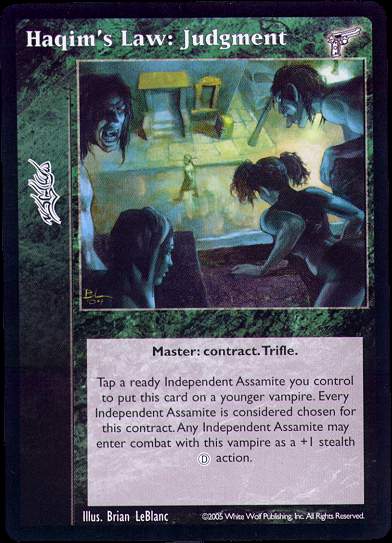 Haqim's Law: Judgment
BL
Master: contract. Trifle.
Tap a ready Independent Assamite you control
to put this card on a younger vampire. Every
Independent Assamite is considered chosen for
this contract. Any Independent Assamite may
enter combat with this vampire as a +1 stealth
Ⓓ action.
Illus. Brian LeBlanc ©2005 White Wolf Publishing, Inc. All Rights Reserved.